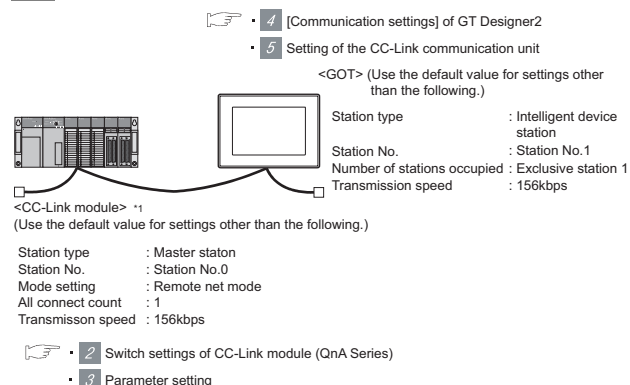 4 [Communication settings] of GT Designer2
5 Setting of the CC-Link communication unit
<GOT> (Use the default value for settings other
than the following.)
Station type : Intelligent device
station
Station No. : Station No.1
Number of stations occupied : Exclusive station 1
Transmission speed : 156kbps
<CC-Link module> *1
(Use the default value for settings other than the following.)
Station type : Master staton
Station No. : Station No.0
Mode setting : Remote net mode
All connect count : 1
Transmisson speed : 156kbps
2 Switch settings of CC-Link module (QnA Series)
3 Parameter setting